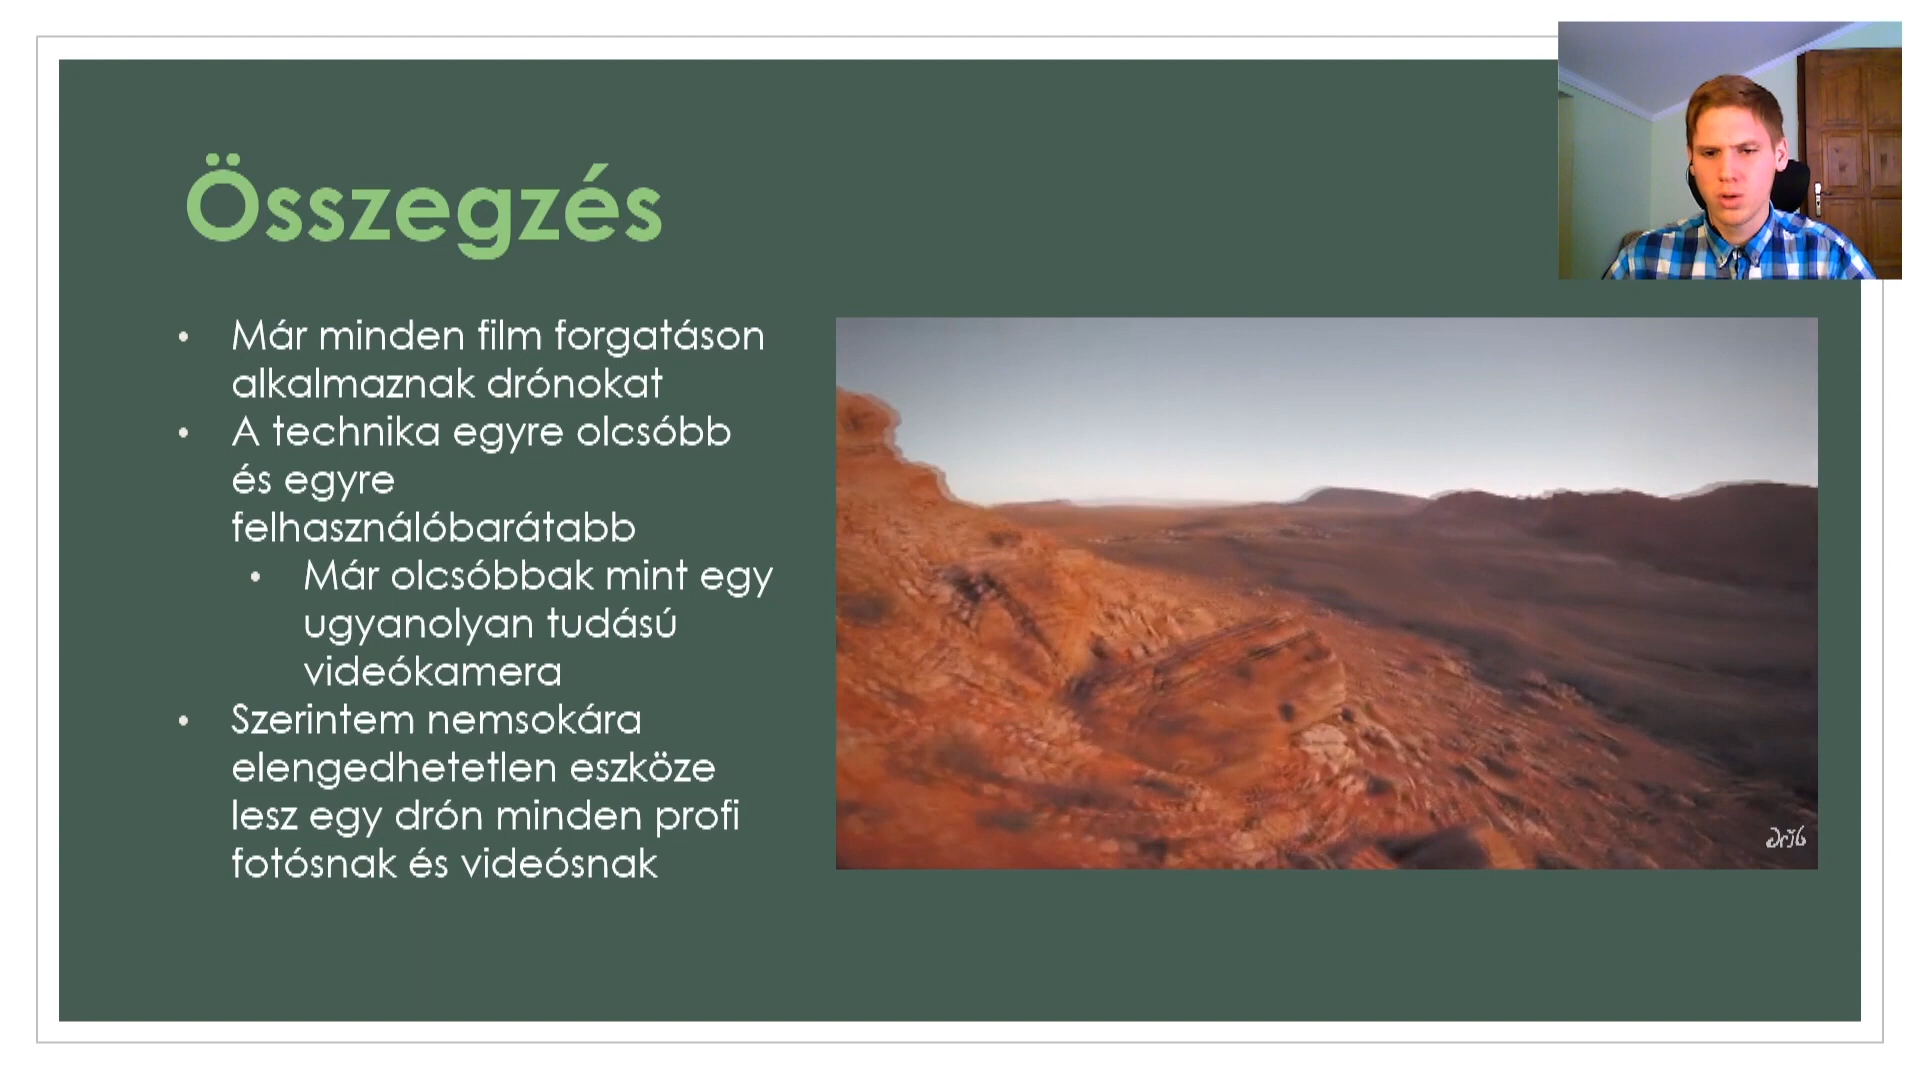 Összegzés
• Már minden film forgatáson
alkalmaznak drónokat
• A technika egyre olcsóbb
és egyre
felhasználóbarátabb
• Már olcsóbbak mint egy
ugyanolyan tudású
videókamera
• Szerintem nemsokára
elengedhetetlen eszköze
lesz egy drón minden profi
fotósnak és videósnak